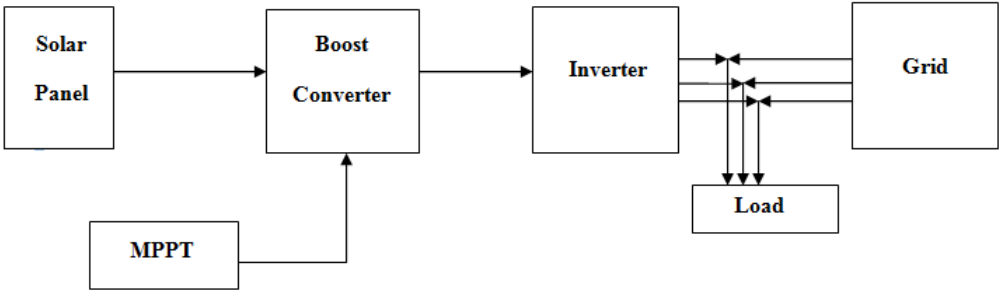 Solar
Panel
Boost
Converter
Inverter
Grid
MPPT
Load